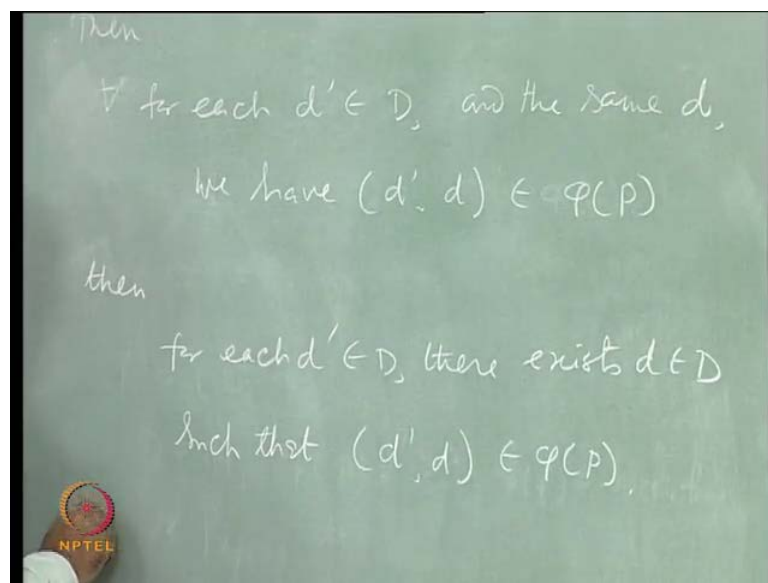 Then
∀ for each d' ∈ D, and the same d,
we have (d', d) ∈ φ(P)
then
for each d' ∈ D, there exists d ∈ D
such that (d', d) ∈ φ(P).
NPTEL